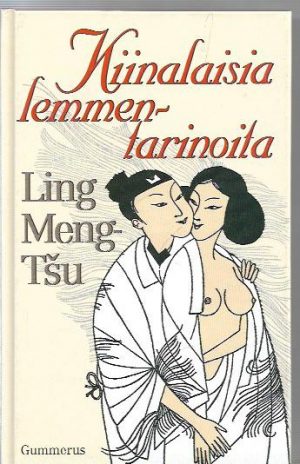 Kiinalaisia
lemmen-
tarinoita
Ling
Meng-
Tšu
Gummerus